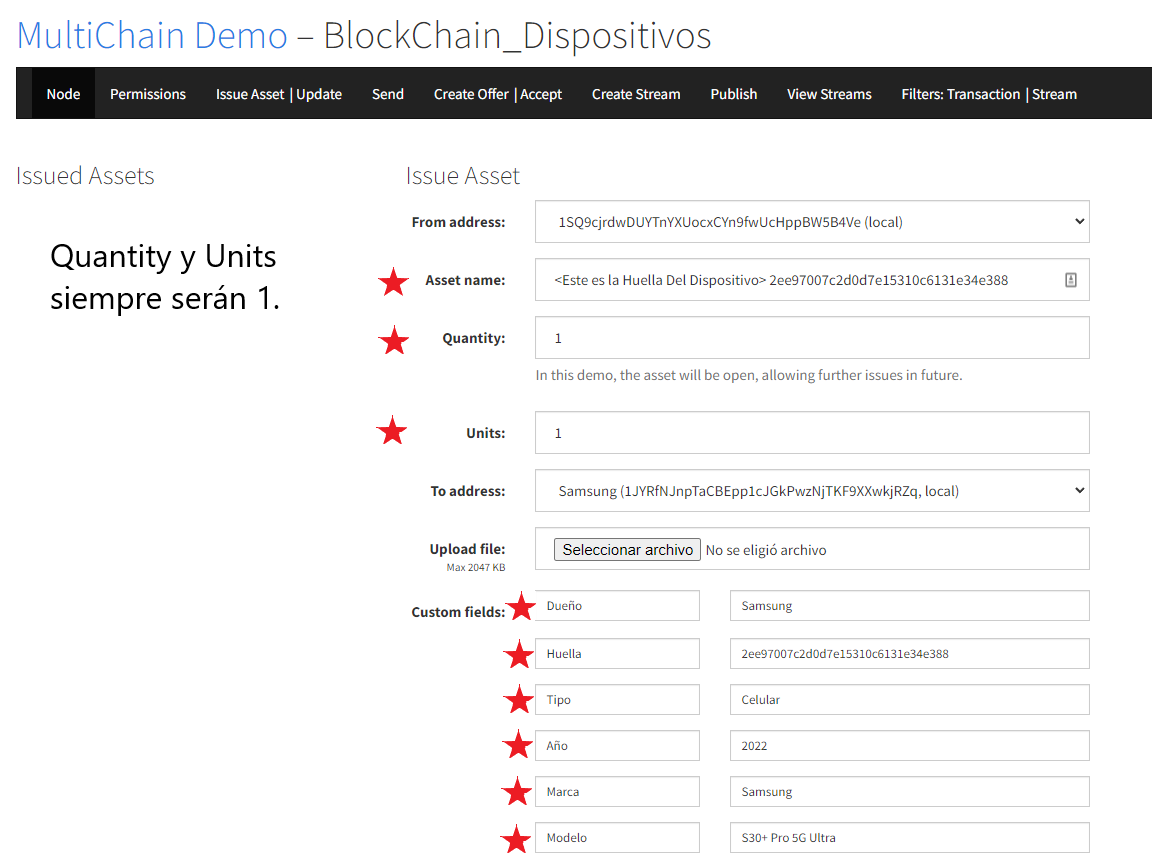 MultiChain Demo – BlockChain_Dispositivos
Node Permissions Issue Asset | Update Send Create Offer | Accept Create Stream Publish View Streams Filters: Transaction | Stream
Issued Assets
Quantity y Units
siempre serán 1.
Issue Asset
From address: 1SQ9cjrdwDUYTnYXUocxCYn9fwUcHppBW5B4Ve (local)
Asset name: <Este es la Huella Del Dispositivo> 2ee97007c2d0d7e15310c6131e34e388
Quantity: 1
In this demo, the asset will be open, allowing further issues in future.
Units: 1
To address: Samsung (1JYRfNJnpTaCBEpp1cJGkPwzNjTKF9XXwkjRZq, local)
Upload file: Seleccionar archivo No se eligió archivo
Max 2047 KB
Custom fields: Dueño Samsung
Huella 2ee97007c2d0d7e15310c6131e34e388
Tipo Celular
Año 2022
Marca Samsung
Modelo S30+ Pro 5G Ultra